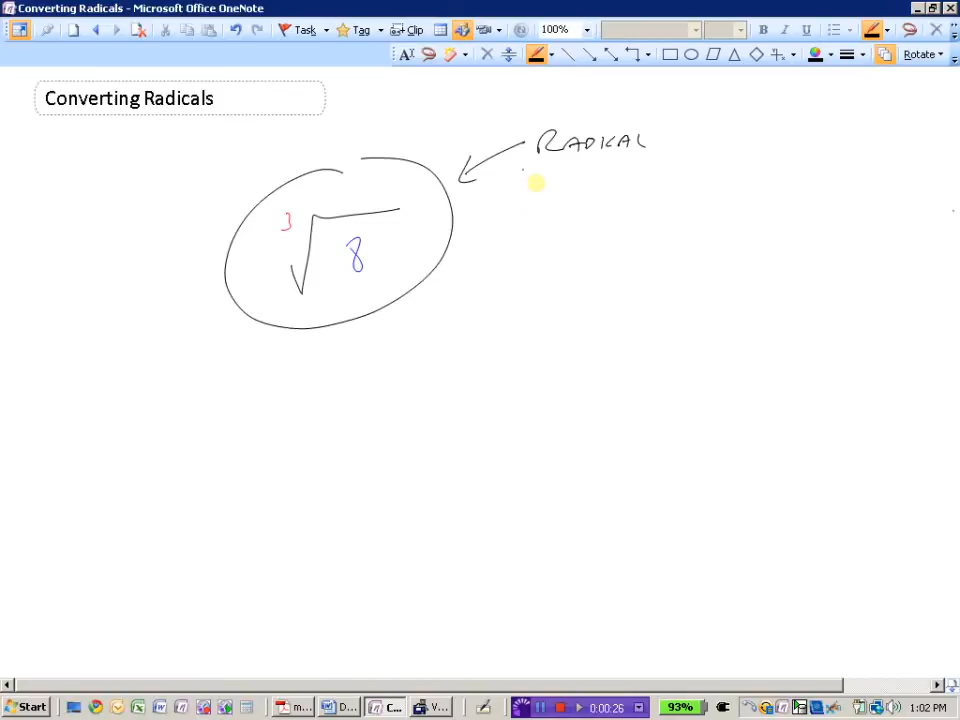 Converting Radicals - Microsoft Office OneNote
Task Tag Clip 100% B I U
A Rotate
Converting Radicals
RADICAL
3
√8
Start m... D... C... V... 0:00:26 93% 1:02 PM